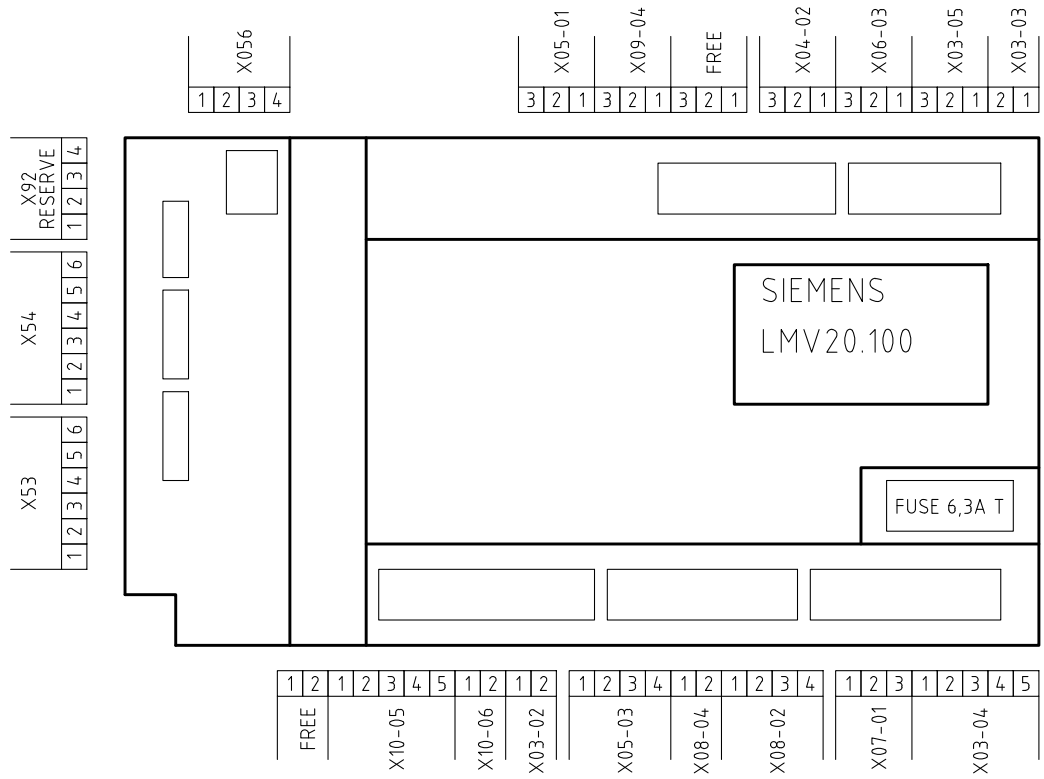 X056
1 2 3 4
X05-01 X09-04 FREE X04-02 X06-03 X03-05 X03-03
3 2 1 3 2 1 3 2 1 3 2 1 3 2 1 3 2 1 2 1
X92
RESERVE
1 2 3 4
X54
1 2 3 4 5 6
X53
1 2 3 4 5 6
SIEMENS
LMV20.100
FUSE 6,3A T
1 2 1 2 3 4 5 1 2 1 2 1 2 3 4 1 2 1 2 3 4 1 2 3 1 2 3 4 5
FREE X10-05 X10-06 X03-02 X05-03 X08-04 X08-02 X07-01 X03-04